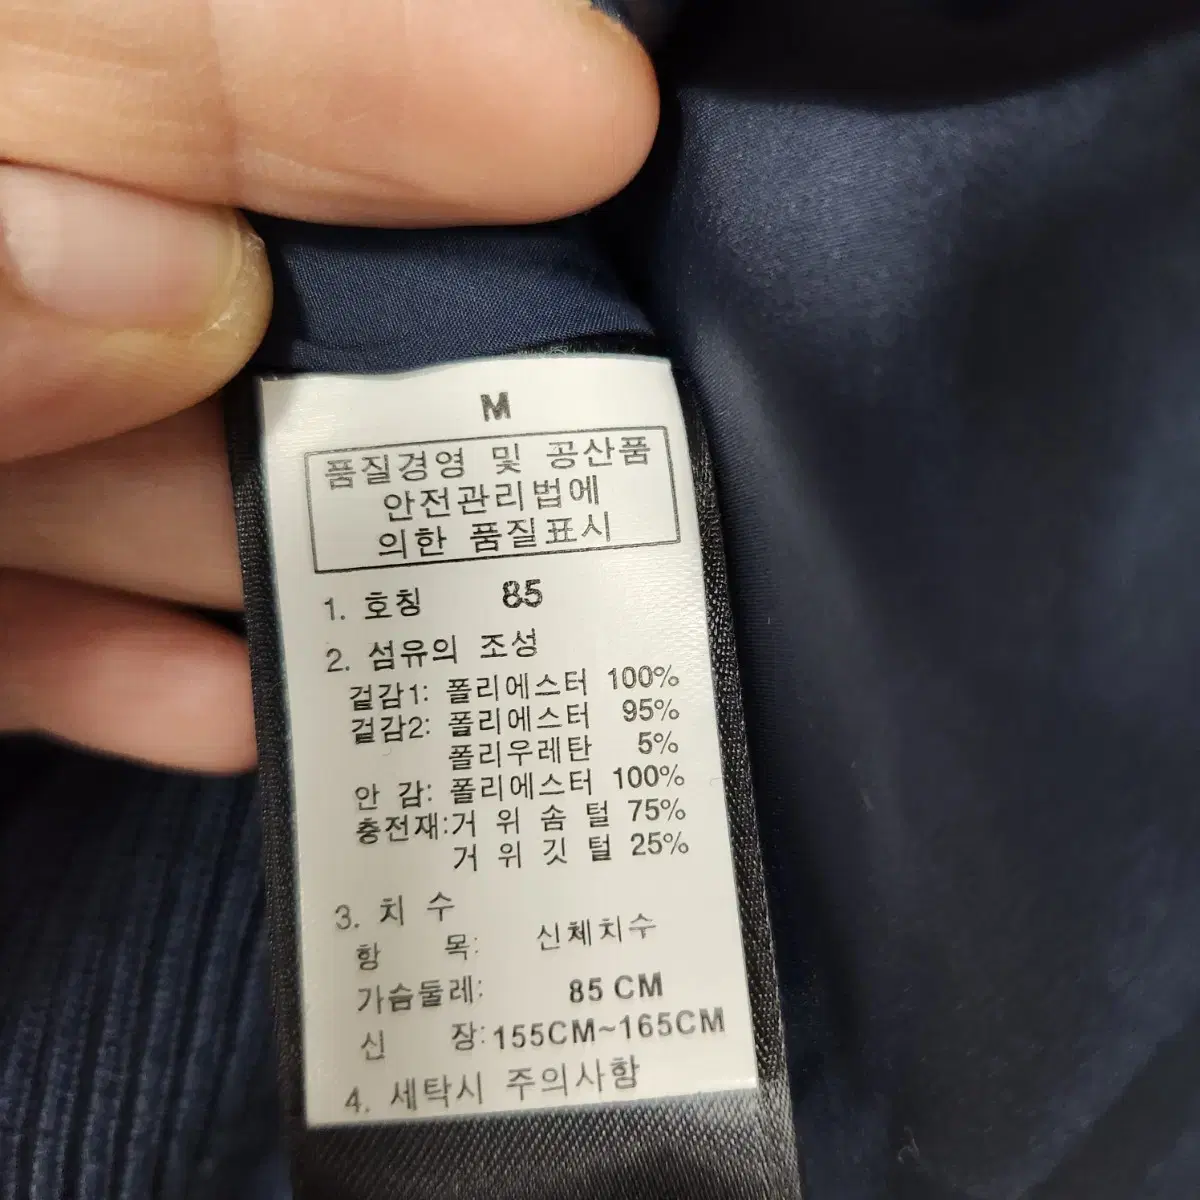 M
품질경영 및 공산품
안전관리법에
의한 품질표시
1. 호칭 85
2. 섬유의 조성
겉감1: 폴리에스터 100%
겉감2: 폴리에스터 95%
폴리우레탄 5%
안 감: 폴리에스터 100%
충전재:거 위 솜 털 75%
거 위 깃 털 25%
3. 치 수
항 목: 신체치수
가슴둘레: 85 CM
신 장:155CM~165CM
4. 세탁시 주의사항